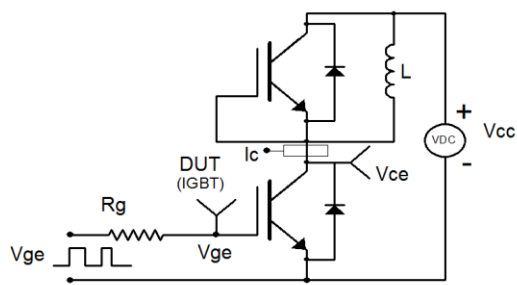 L
+
VDC
Vcc
-
Ic
DUT
(IGBT)
Vce
Rg
Vge
Vge